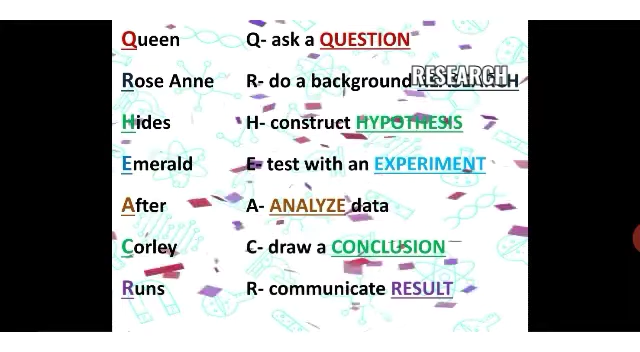 Queen Q- ask a QUESTION
Rose Anne R- do a background RESEARCH
Hides H- construct HYPOTHESIS
Emerald E- test with an EXPERIMENT
After A- ANALYZE data
Corley C- draw a CONCLUSION
Runs R- communicate RESULT